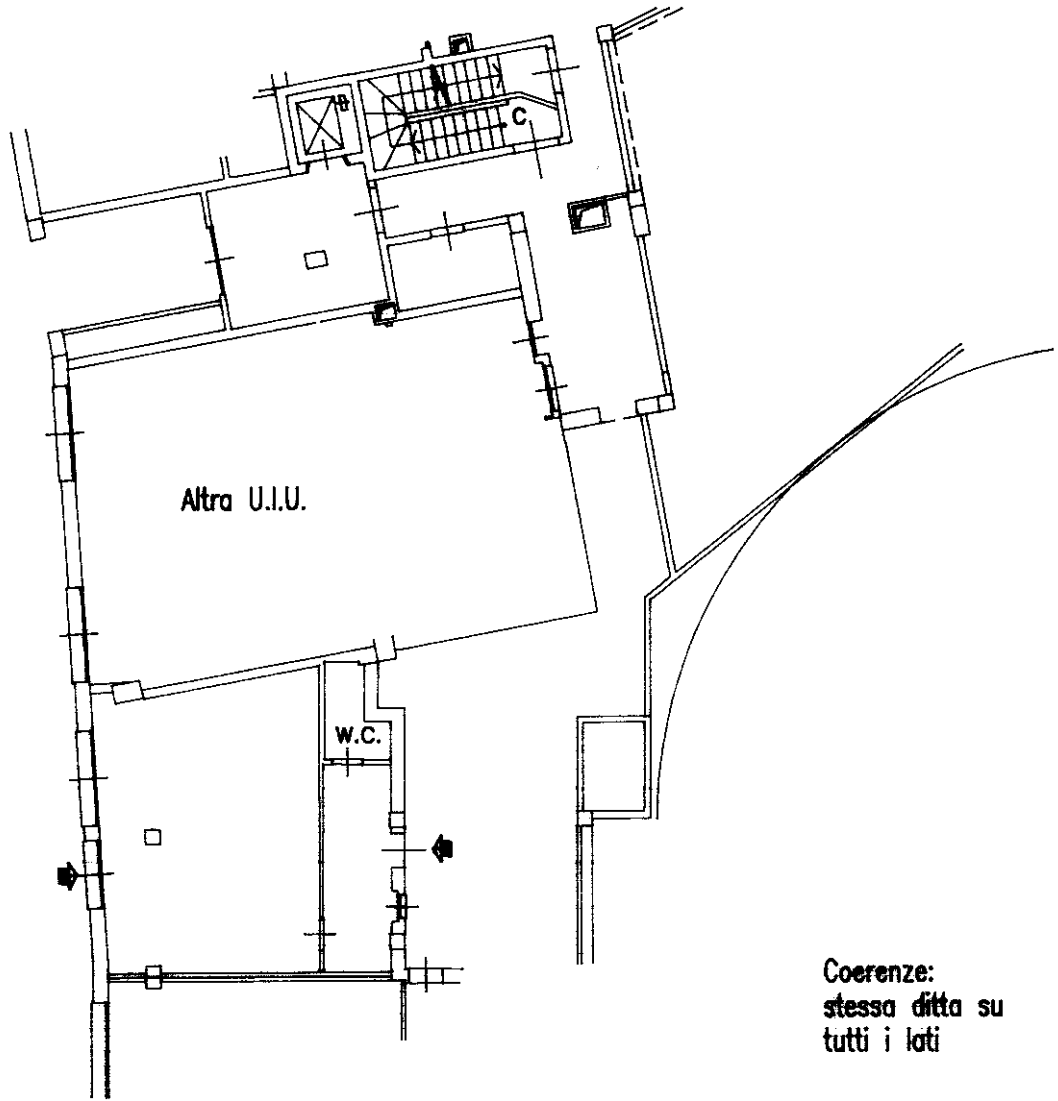 C
Altra U.I.U.
W.C.
Coerenze:
stessa ditta su
tutti i lati